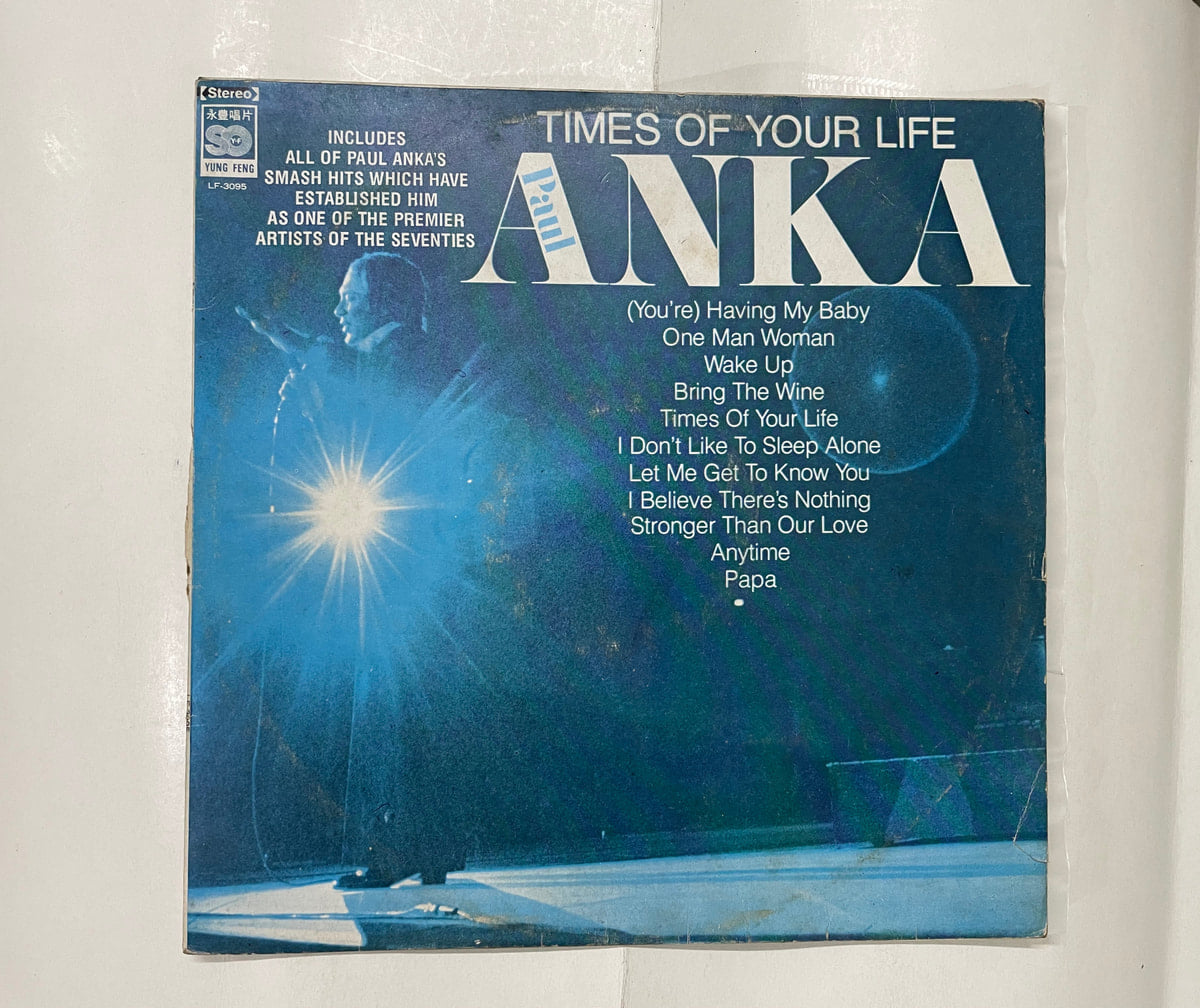 Stereo
永豐唱片
YUNG FENG
LF-3095
INCLUDES
ALL OF PAUL ANKA'S
SMASH HITS WHICH HAVE
ESTABLISHED HIM
AS ONE OF THE PREMIER
ARTISTS OF THE SEVENTIES
TIMES OF YOUR LIFE
Paul
ANKA
(You're) Having My Baby
One Man Woman
Wake Up
Bring The Wine
Times Of Your Life
I Don't Like To Sleep Alone
Let Me Get To Know You
I Believe There's Nothing
Stronger Than Our Love
Anytime
Papa